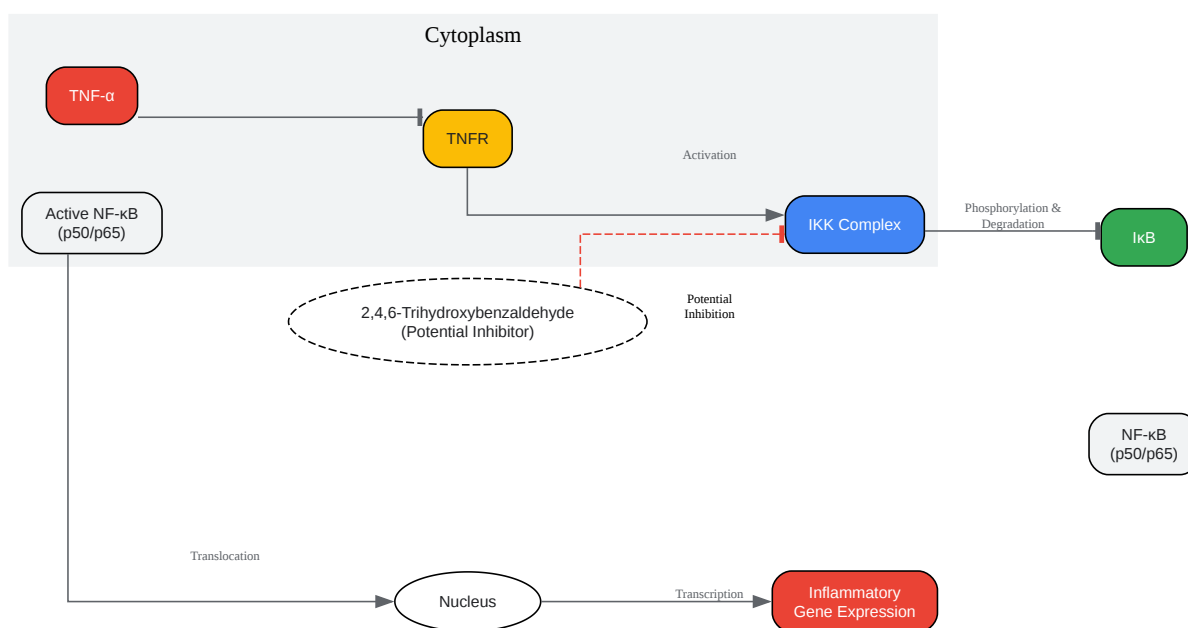 Cytoplasm
TNF-α
TNFR
Activation
Active NF-κB
(p50/p65)
IKK Complex
Phosphorylation &
Degradation
IκB
2,4,6-Trihydroxybenzaldehyde
(Potential Inhibitor)
Potential
Inhibition
NF-κB
(p50/p65)
Translocation
Nucleus
Transcription
Inflammatory
Gene Expression